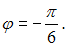 φ = −π/6.